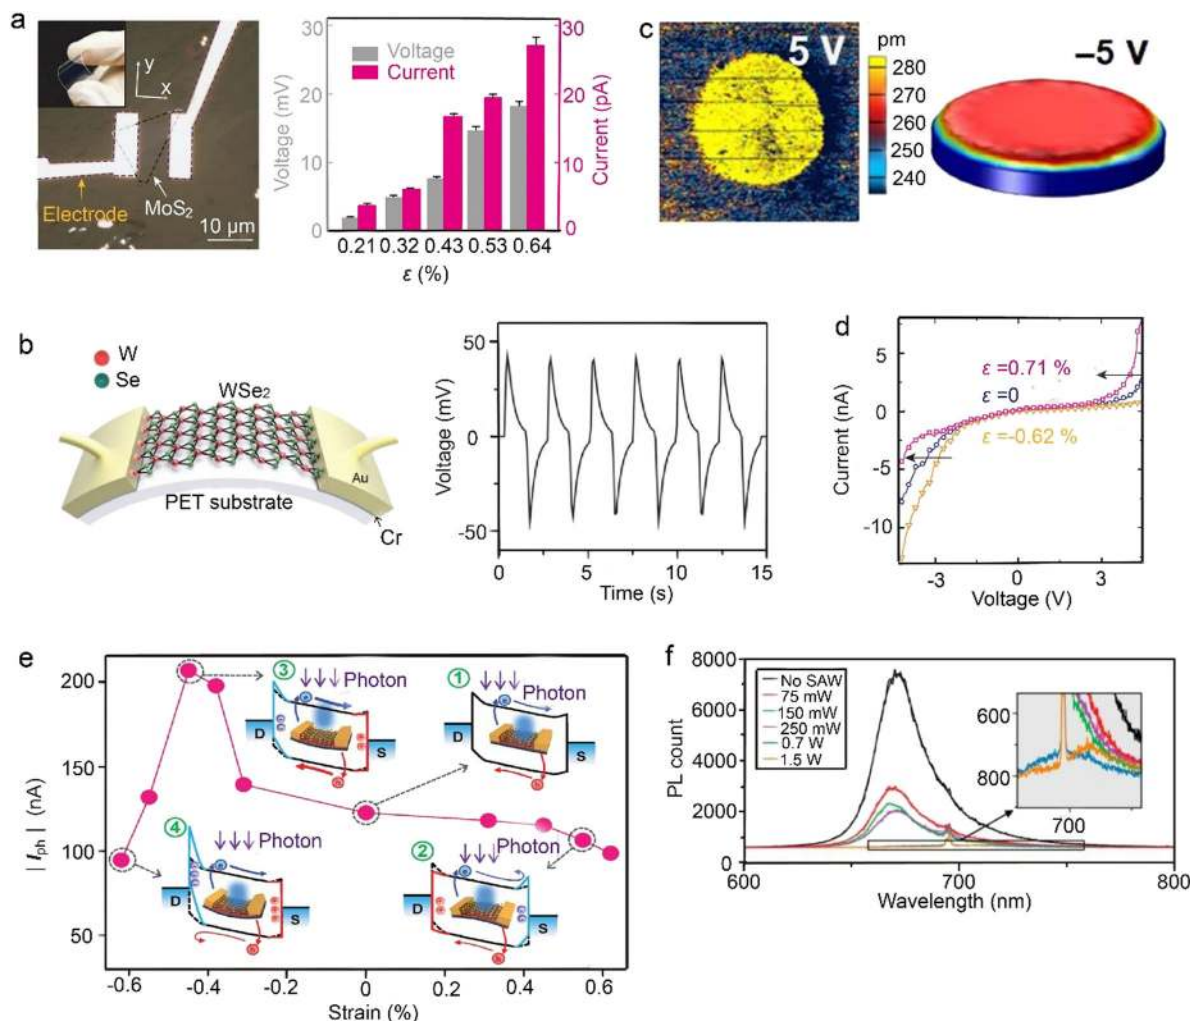 a
y
x
Electrode
MoS2
10 μm
Voltage
Current
Voltage (mV)
30
20
10
0
Current (pA)
30
20
10
0
0.21 0.32 0.43 0.53 0.64
ε (%)
c
5 V
pm
280
270
260
250
240
–5 V
b
W
Se
WSe2
Au
PET substrate
Cr
Voltage (mV)
50
0
-50
0 5 10 15
Time (s)
d
Current (nA)
5
0
-5
-10
ε=0.71 %
ε=0
ε=-0.62 %
-3 0 3
Voltage (V)
e
| Iph | (nA)
200
150
100
50
③
Photon
D
S
①
Photon
D
S
④
Photon
D
S
②
Photon
D
S
-0.6 -0.4 -0.2 0 0.2 0.4 0.6
Strain (%)
f
PL count
8000
6000
4000
2000
0
No SAW
75 mW
150 mW
250 mW
0.7 W
1.5 W
600
800
700
600 700 800
Wavelength (nm)